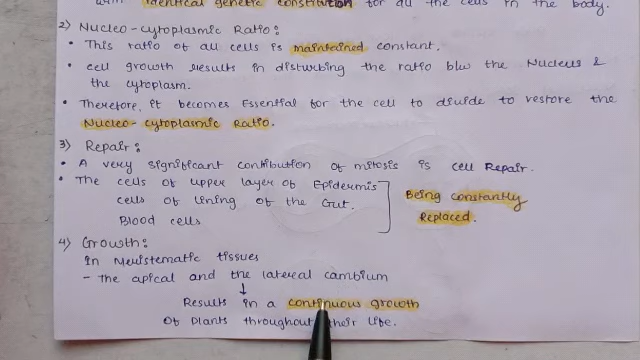 with identical genetic constitution for all the cells in the body.
2) Nucleo-cytoplasmic Ratio:
• This ratio of all cells is maintained constant.
• cell growth results in disturbing the ratio b/w the Nucleus &
the cytoplasm.
• Therefore, it becomes Essential for the cell to divide to restore the
Nucleo-cytoplasmic Ratio.
3) Repair:
• A very significant contibution of mitosis is cell Repair.
• The cells of upper layer of Epidermis
cells of lining of the Gut.
Blood cells
Being constantly
Replaced.
4) Growth:
In Meristematic tissues
- The apical and the lateral cambium
↓
Results in a continuous growth
of plants throughout their life.